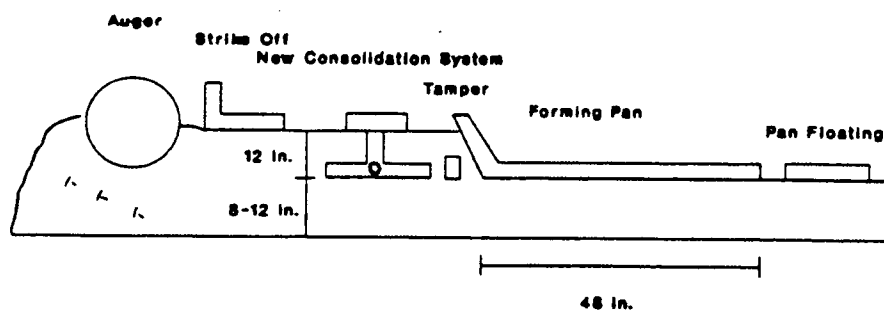 Auger
Strike Off
New Consolidation System
Tamper
Forming Pan
Pan Floating
12 in.
8-12 in.
48 in.